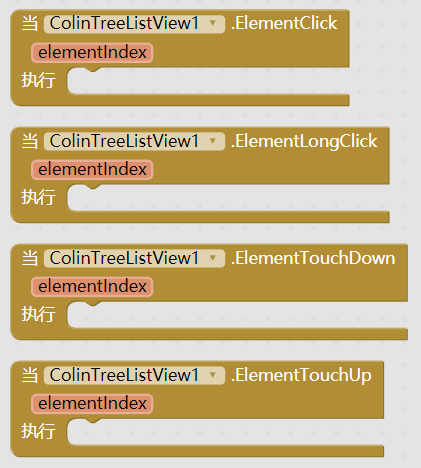 当 ColinTreeListView1 .ElementClick
elementIndex
执行
当 ColinTreeListView1 .ElementLongClick
elementIndex
执行
当 ColinTreeListView1 .ElementTouchDown
elementIndex
执行
当 ColinTreeListView1 .ElementTouchUp
elementIndex
执行